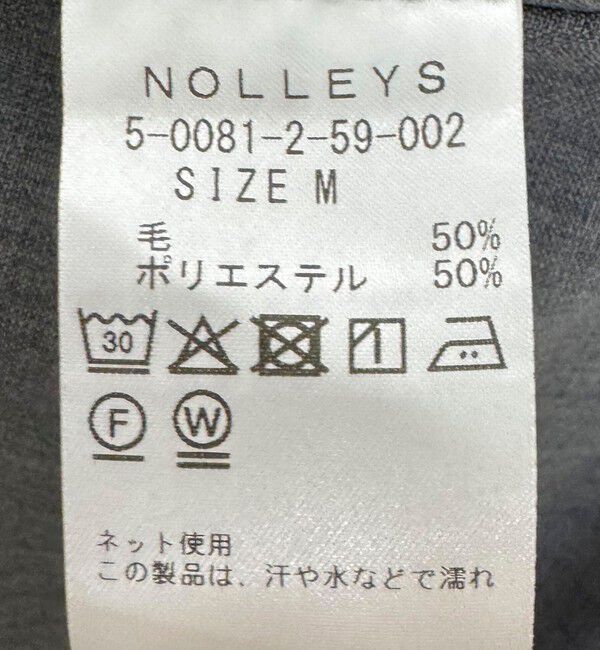 NOLLEYS
5-0081-2-59-002
SIZE M
毛 50%
ポリエステル 50%
30
F W
ネット使用
この製品は、汗や水などで濡れ